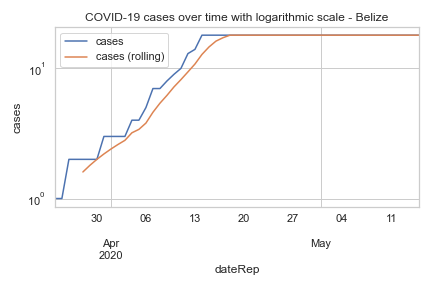 COVID-19 cases over time with logarithmic scale - Belize
cases
cases (rolling)
10¹
10⁰
cases
30 06 13 20 27 04 11
Apr May
2020
dateRep